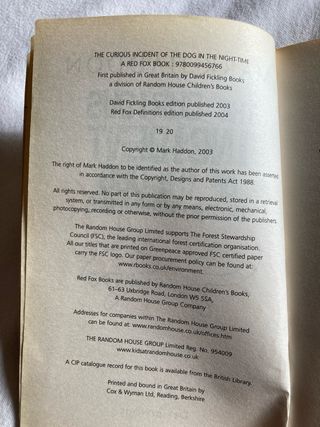 THE CURIOUS INCIDENT OF THE DOG IN THE NIGHT-TIME
A RED FOX BOOK : 9780099456766
First published in Great Britain by David Fickling Books
a division of Random House Children's Books
David Fickling Books edition published 2003
Red Fox Definitions edition published 2004
19 20
Copyright © Mark Haddon, 2003
The right of Mark Haddon to be identified as the author of this work has been asserted
in accordance with the Copyright, Designs and Patents Act 1988.
All rights reserved. No part of this publication may be reproduced, stored in a retrieval
system, or transmitted in any form or by any means, electronic, mechanical,
photocopying, recording or otherwise, without the prior permission of the publishers.
The Random House Group Limited supports The Forest Stewardship
Council (FSC), the leading international forest certification organisation.
All our titles that are printed on Greenpeace approved FSC certified paper
carry the FSC logo. Our paper procurement policy can be found at:
www.rbooks.co.uk/environment.
Red Fox Books are published by Random House Children's Books,
61–63 Uxbridge Road, London W5 5SA,
A Random House Group Company
Addresses for companies within The Random House Group Limited
can be found at: www.randomhouse.co.uk/offices.htm
THE RANDOM HOUSE GROUP Limited Reg. No. 954009
www.kidsatrandomhouse.co.uk
A CIP catalogue record for this book is available from the British Library.
Printed and bound in Great Britain by
Cox & Wyman Ltd, Reading, Berkshire